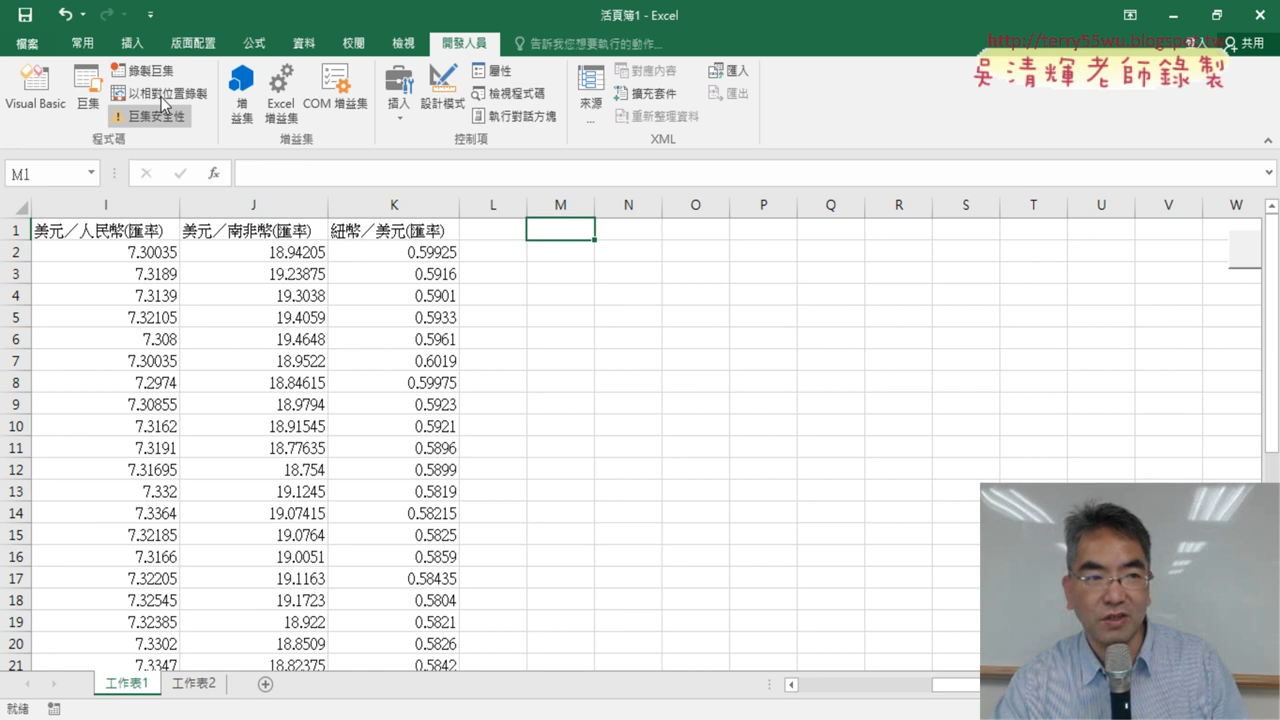 活頁簿1 - Excel
http://terry55wu.blogspot.tw
檔案 常用 插入 版面配置 公式 資料 校閱 檢視 開發人員 告訴我您想要執行的動作... 共用
吳清輝老師錄製
Visual Basic 巨集 錄製巨集 以相對位置錄製 巨集安全性 程式碼
增益集 Excel 增益集 COM 增益集 增益集
插入 設計模式 屬性 檢視程式碼 執行對話方塊 控制項
來源... 對應內容 擴充套件 重新整理資料 匯入 匯出 XML
M1 fx
I J K L M N O P Q R S T U V W
1 美元／人民幣(匯率) 美元／南非幣(匯率) 紐幣／美元(匯率)
2 7.30035 18.94205 0.59925
3 7.3189 19.23875 0.5916
4 7.3139 19.3038 0.5901
5 7.32105 19.4059 0.5933
6 7.308 19.4648 0.5961
7 7.30035 18.9522 0.6019
8 7.2974 18.84615 0.59975
9 7.30855 18.9794 0.5923
10 7.3162 18.91545 0.5921
11 7.3191 18.77635 0.5896
12 7.31695 18.754 0.5899
13 7.332 19.1245 0.5819
14 7.3364 19.07415 0.58215
15 7.32185 19.0764 0.5825
16 7.3166 19.0051 0.5859
17 7.32205 19.1163 0.58435
18 7.32545 19.1723 0.5804
19 7.32385 18.922 0.5821
20 7.3302 18.8509 0.5826
21 7.3347 18.82375 0.5842
工作表1 工作表2
就緒